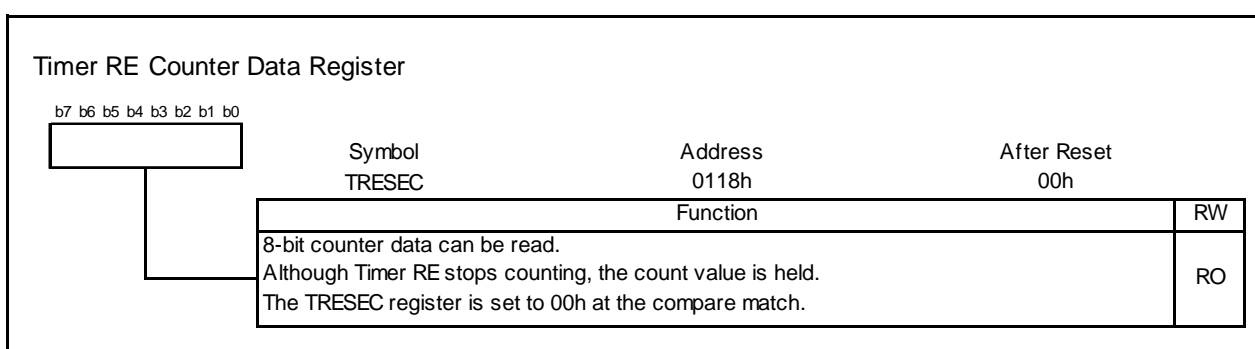 Timer RE Counter Data Register
b7 b6 b5 b4 b3 b2 b1 b0
Symbol Address After Reset
TRESEC 0118h 00h
Function RW
8-bit counter data can be read.
Although Timer RE stops counting, the count value is held.
RO
The TRESEC register is set to 00h at the compare match.